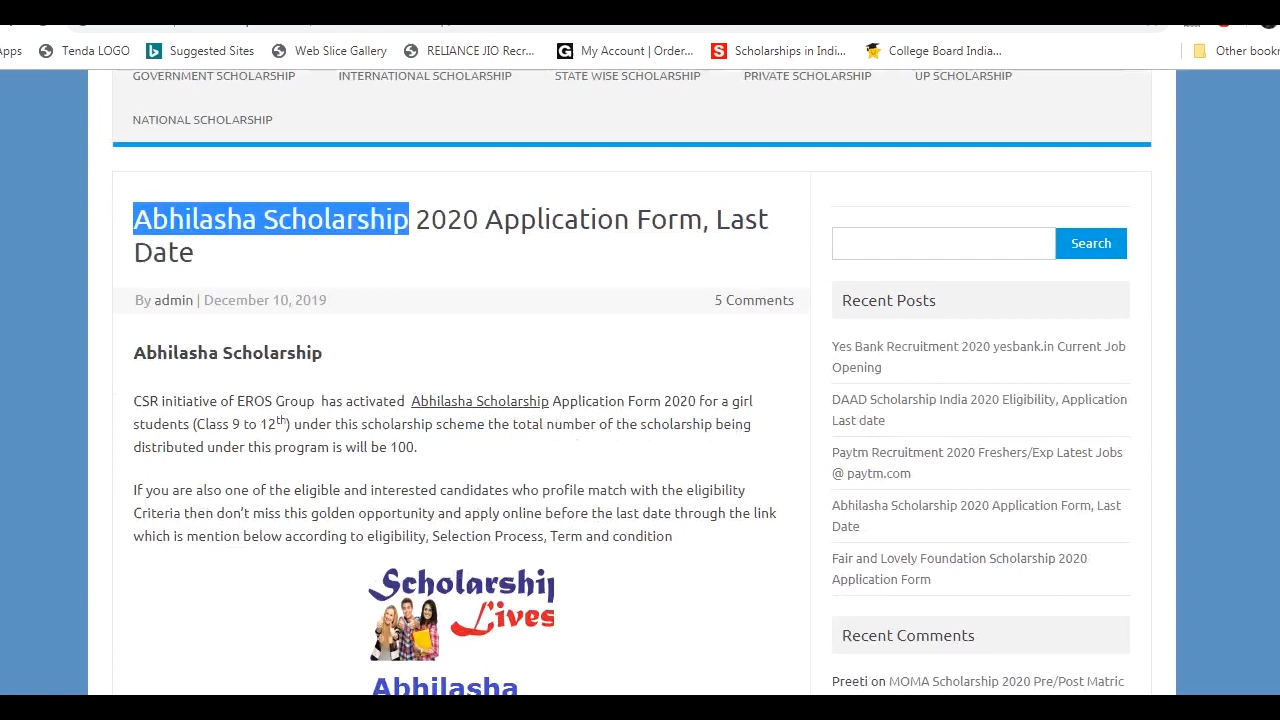 Apps Tenda LOGO Suggested Sites Web Slice Gallery RELIANCE JIO Recr... My Account | Order... Scholarships in Indi... College Board India... Other book
GOVERNMENT SCHOLARSHIP INTERNATIONAL SCHOLARSHIP STATE WISE SCHOLARSHIP PRIVATE SCHOLARSHIP UP SCHOLARSHIP
NATIONAL SCHOLARSHIP
Abhilasha Scholarship 2020 Application Form, Last
Date
By admin | December 10, 2019 5 Comments
Abhilasha Scholarship
CSR initiative of EROS Group has activated Abhilasha Scholarship Application Form 2020 for a girl
students (Class 9 to 12th) under this scholarship scheme the total number of the scholarship being
distributed under this program is will be 100.
If you are also one of the eligible and interested candidates who profile match with the eligibility
Criteria then don't miss this golden opportunity and apply online before the last date through the link
which is mention below according to eligibility, Selection Process, Term and condition
Scholarship
Lives
Abhilasha
Search
Recent Posts
Yes Bank Recruitment 2020 yesbank.in Current Job
Opening
DAAD Scholarship India 2020 Eligibility, Application
Last date
Paytm Recruitment 2020 Freshers/Exp Latest Jobs
@ paytm.com
Abhilasha Scholarship 2020 Application Form, Last
Date
Fair and Lovely Foundation Scholarship 2020
Application Form
Recent Comments
Preeti on MOMA Scholarship 2020 Pre/Post Matric